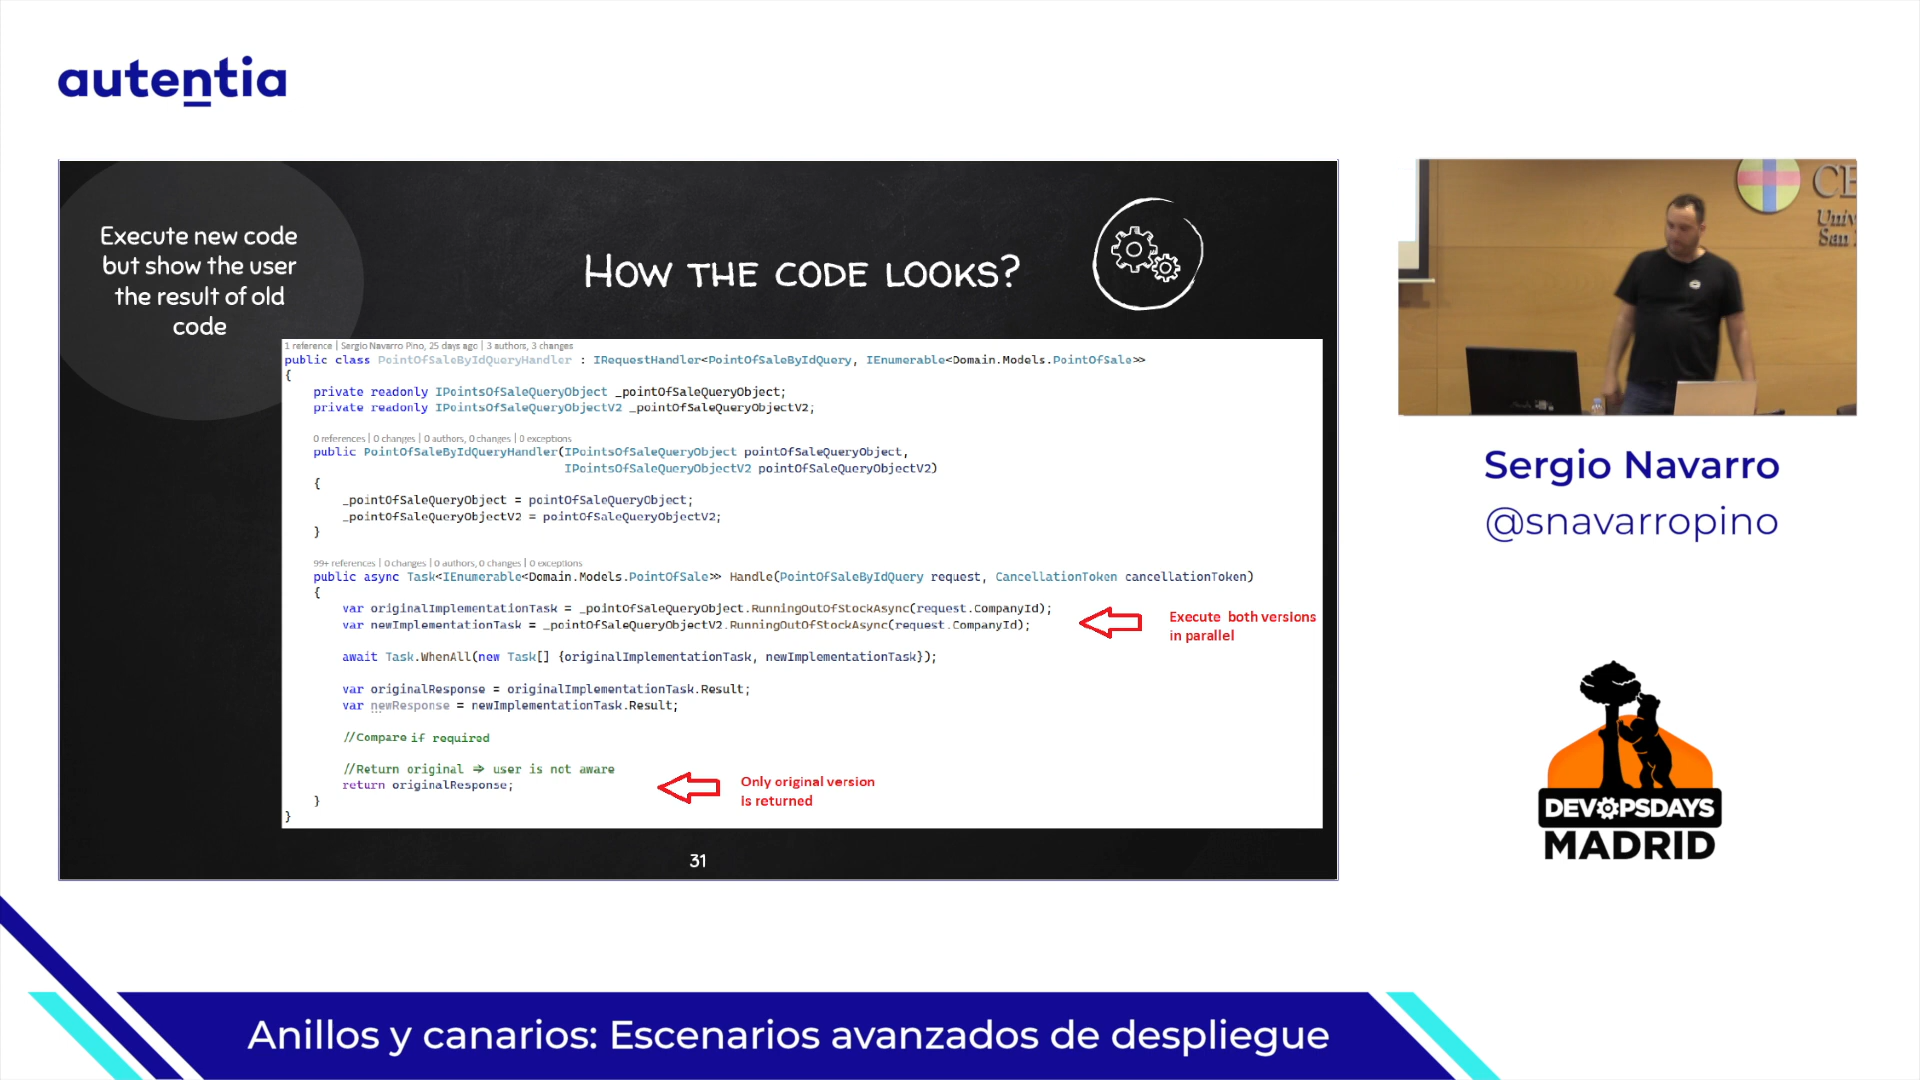 autentia
Execute new code
but show the user
the result of old
code
HOW THE CODE LOOKS?
1 reference | Sergio Navarro Pino, 25 days ago | 3 authors, 3 changes
public class PointOfSaleByIdQueryHandler : IRequestHandler<PointOfSaleByIdQuery, IEnumerable<Domain.Models.PointOfSale>>
{
private readonly IPointsOfSaleQueryObject _pointOfSaleQueryObject;
private readonly IPointsOfSaleQueryObjectV2 _pointOfSaleQueryObjectV2;
0 references | 0 changes | 0 authors, 0 changes | 0 exceptions
public PointOfSaleByIdQueryHandler(IPointsOfSaleQueryObject pointOfSaleQueryObject,
IPointsOfSaleQueryObjectV2 pointOfSaleQueryObjectV2)
{
_pointOfSaleQueryObject = pointOfSaleQueryObject;
_pointOfSaleQueryObjectV2 = pointOfSaleQueryObjectV2;
}
99+ references | 0 changes | 0 authors, 0 changes | 0 exceptions
public async Task<IEnumerable<Domain.Models.PointOfSale>> Handle(PointOfSaleByIdQuery request, CancellationToken cancellationToken)
{
var originalImplementationTask = _pointOfSaleQueryObject.RunningOutOfStockAsync(request.CompanyId);
var newImplementationTask = _pointOfSaleQueryObjectV2.RunningOutOfStockAsync(request.CompanyId);
Execute both versions
in parallel
await Task.WhenAll(new Task[] {originalImplementationTask, newImplementationTask});
var originalResponse = originalImplementationTask.Result;
var newResponse = newImplementationTask.Result;
//Compare if required
//Return original => user is not aware
return originalResponse;
Only original version
is returned
}
}
31
CE
Univ
San
Sergio Navarro
@snavarropino
DEVOPSDAYS
MADRID
Anillos y canarios: Escenarios avanzados de despliegue